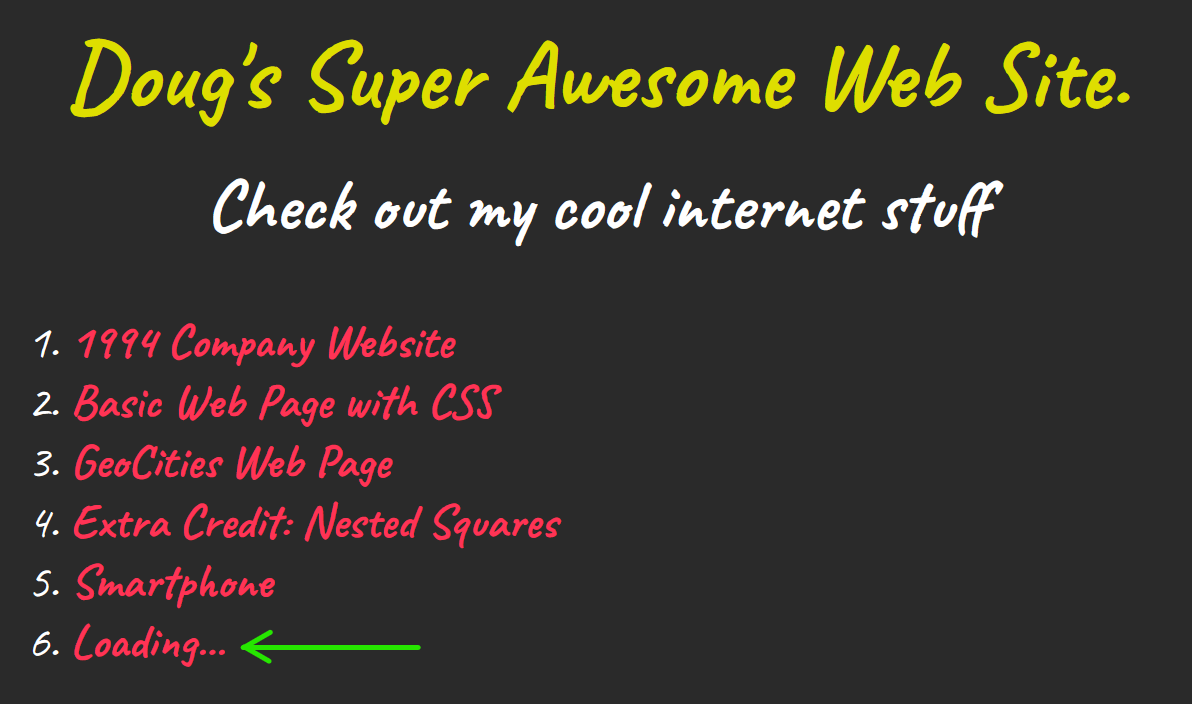 Doug's Super Awesome Web Site.
Check out my cool internet stuff
1. 1994 Company Website
2. Basic Web Page with CSS
3. GeoCities Web Page
4. Extra Credit: Nested Squares
5. Smartphone
6. Loading...